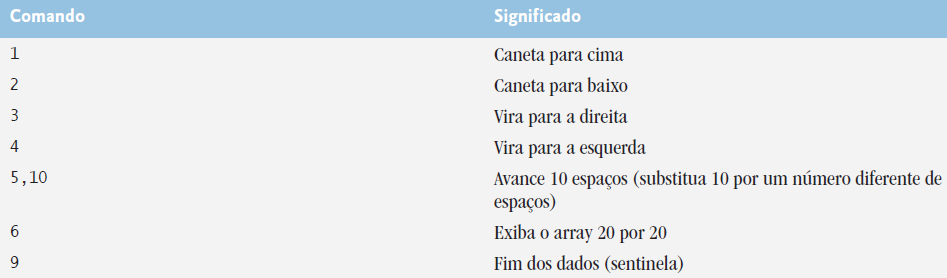 Comando Significado
1 Caneta para cima
2 Caneta para baixo
3 Vira para a direita
4 Vira para a esquerda
5,10 Avance 10 espaços (substitua 10 por um número diferente de
espaços)
6 Exiba o array 20 por 20
9 Fim dos dados (sentinela)